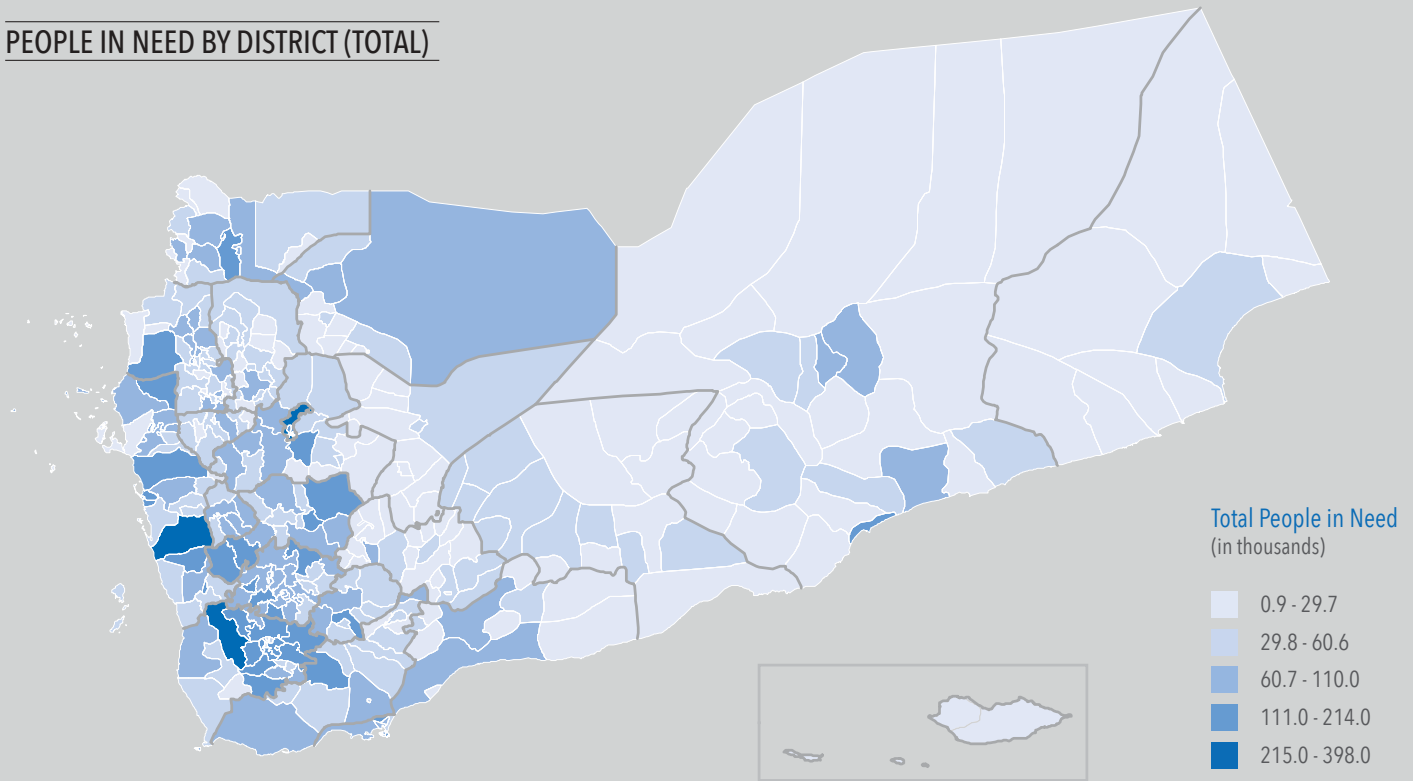 PEOPLE IN NEED BY DISTRICT (TOTAL)
Total People in Need
(in thousands)
0.9 - 29.7
29.8 - 60.6
60.7 - 110.0
111.0 - 214.0
215.0 - 398.0